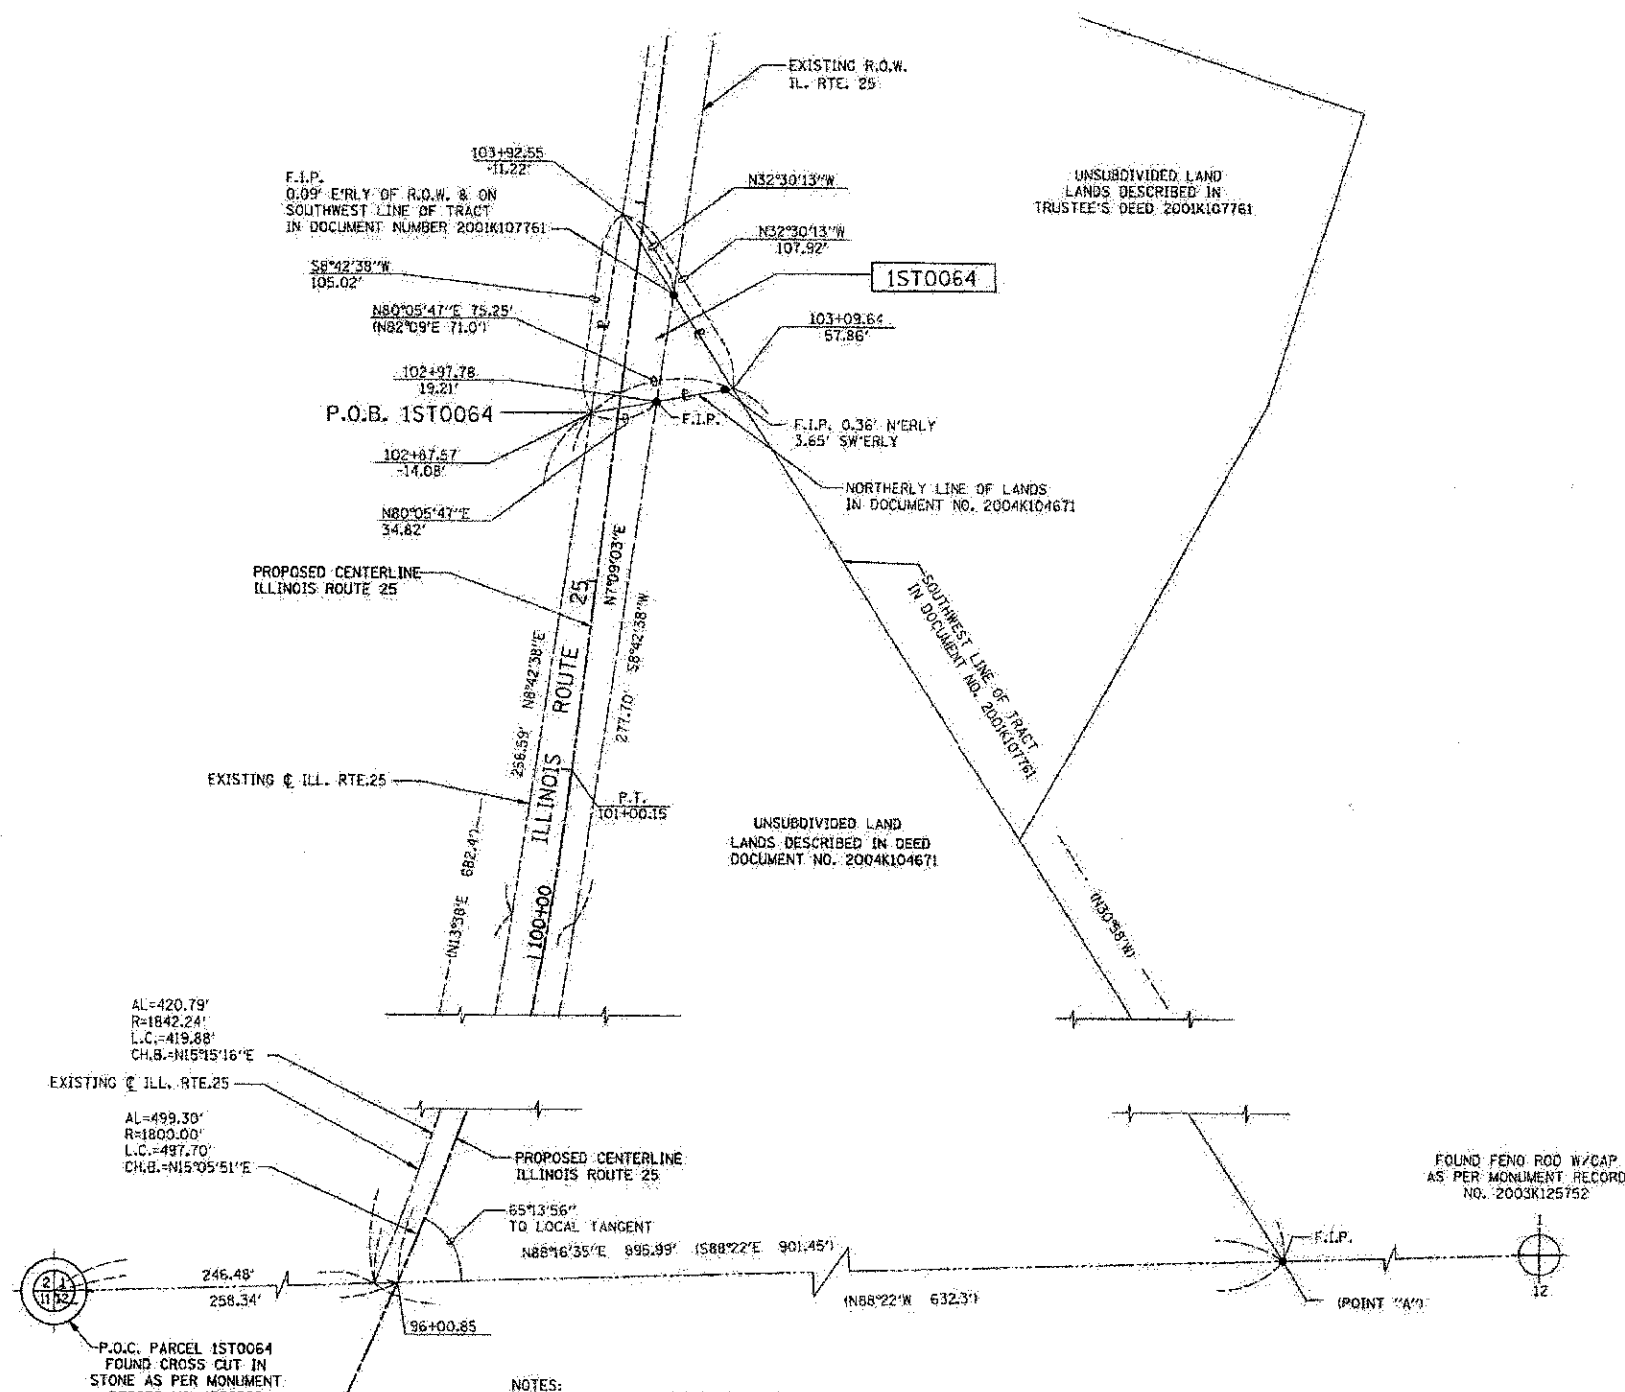 EXISTING R.O.W.
IL. RTE. 25
103+92.55
-11.22'
F.I.P.
0.09' E'RLY OF R.O.W. & ON
SOUTHWEST LINE OF TRACT
IN DOCUMENT NUMBER 2001K107761
N32°30'13"W
UNSUBDIVIDED LAND
LANDS DESCRIBED IN
TRUSTEE'S DEED 2001K107761
N32°30'13"W
107.92'
S8°42'38"W
105.02'
1ST0064
N80°05'47"E 75.25'
(N82°09'E 71.0')
103+09.64
57.86'
102+97.78
19.21'
P.O.B. 1ST0064
F.I.P.
F.I.P. 0.36' N'ERLY
3.65' SW'ERLY
102+87.57
-14.08'
NORTHERLY LINE OF LANDS
IN DOCUMENT NO. 2004K104671
N80°05'47"E
34.82'
PROPOSED CENTERLINE
ILLINOIS ROUTE 25
N7°09'03"E
SOUTHWEST LINE OF TRACT
IN DOCUMENT NO. 2001K107761
ILLINOIS ROUTE 25
N8°42'38"E
277.70' S8°42'38"W
EXISTING ℄ ILL. RTE.25
P.T.
101+00.15
UNSUBDIVIDED LAND
LANDS DESCRIBED IN DEED
DOCUMENT NO. 2004K104671
(N13°38'E 682.4')
100+00
(N30°58'W)
AL=420.79'
R=1842.24'
L.C.=419.88'
CH.B.=N15°15'16"E
EXISTING ℄ ILL. RTE.25
AL=499.30'
R=1800.00'
L.C.=497.70'
CH.B.=N15°05'51"E
PROPOSED CENTERLINE
ILLINOIS ROUTE 25
FOUND FENO ROD W/CAP
AS PER MONUMENT RECORD
NO. 2003K125752
65°13'56"
TO LOCAL TANGENT
N88°16'35"E 995.99' (S88°22'E 901.45')
F.I.P.
1
12
2 1
11 12
246.48'
258.34'
(N88°22'W 632.3')
(POINT "A")
96+00.85
P.O.C. PARCEL 1ST0064
FOUND CROSS CUT IN
STONE AS PER MONUMENT
NOTES: